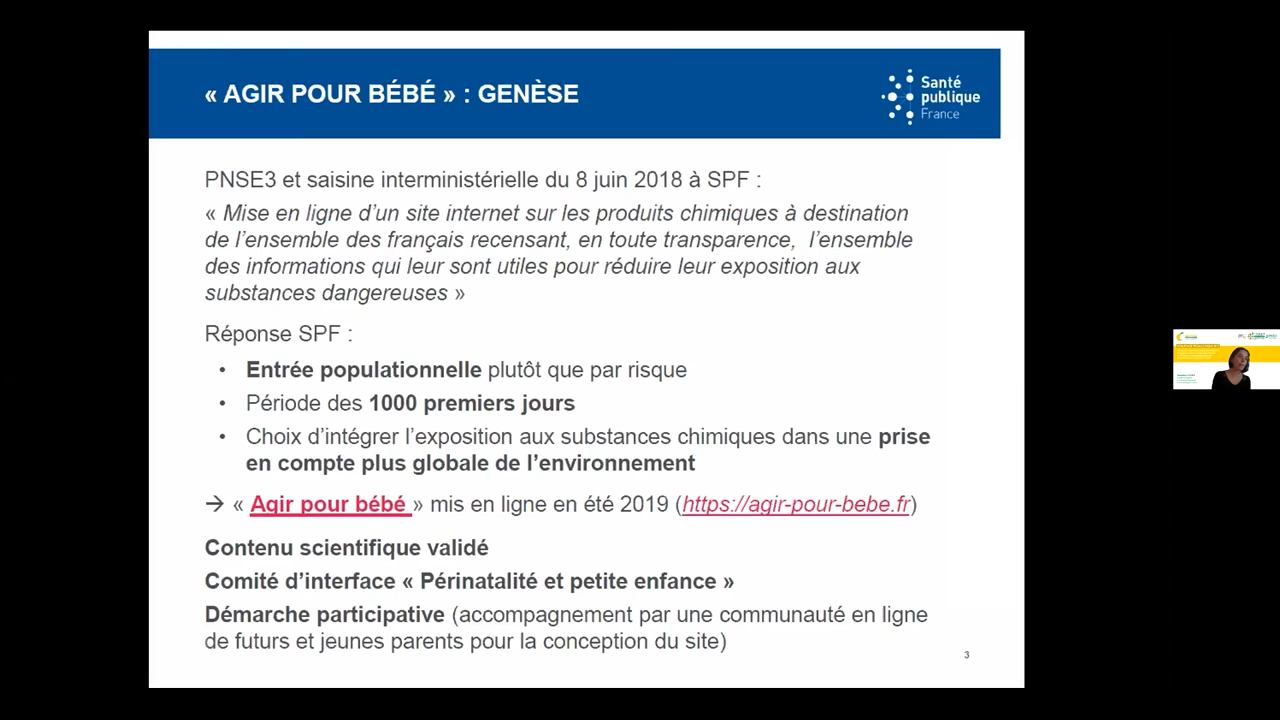 « AGIR POUR BÉBÉ » : GENÈSE
Santé
publique
France
PNSE3 et saisine interministérielle du 8 juin 2018 à SPF :
« Mise en ligne d’un site internet sur les produits chimiques à destination
de l’ensemble des français recensant, en toute transparence, l’ensemble
des informations qui leur sont utiles pour réduire leur exposition aux
substances dangereuses »
Réponse SPF :
• Entrée populationnelle plutôt que par risque
• Période des 1000 premiers jours
• Choix d’intégrer l’exposition aux substances chimiques dans une prise
en compte plus globale de l’environnement
→ « Agir pour bébé » mis en ligne en été 2019 (https://agir-pour-bebe.fr)
Contenu scientifique validé
Comité d’interface « Périnatalité et petite enfance »
Démarche participative (accompagnement par une communauté en ligne
de futurs et jeunes parents pour la conception du site)
3